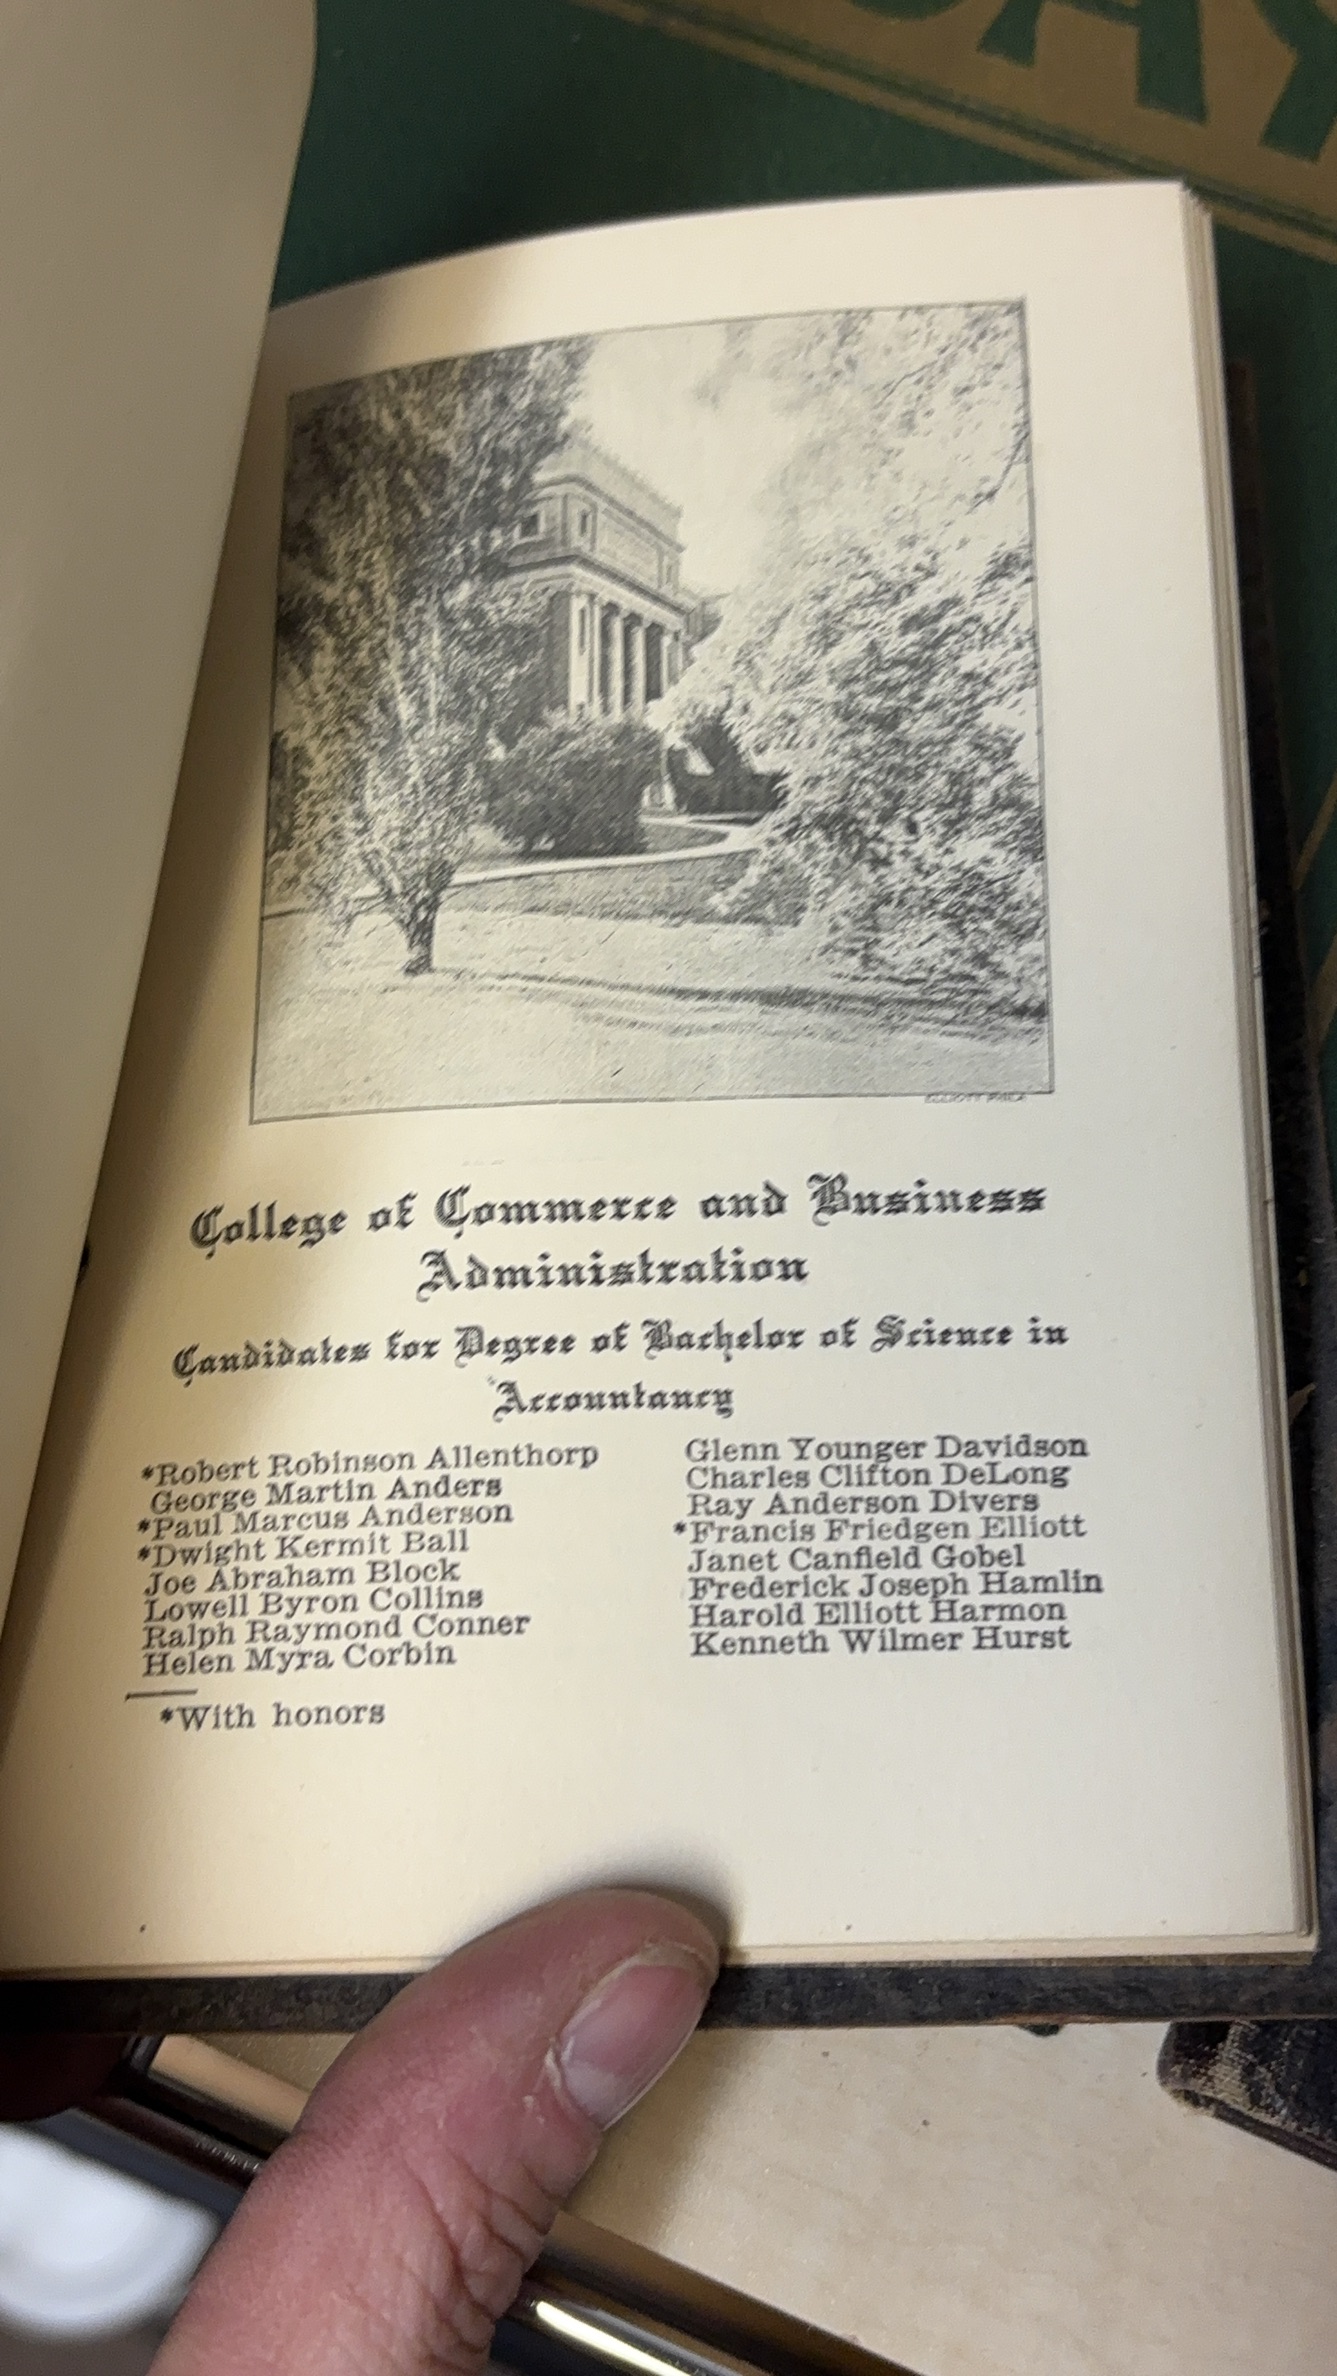 ELLIOTT PHILA
College of Commerce and Business
Administration
Candidates for Degree of Bachelor of Science in
Accountancy
*Robert Robinson Allenthorp
George Martin Anders
*Paul Marcus Anderson
*Dwight Kermit Ball
Joe Abraham Block
Lowell Byron Collins
Ralph Raymond Conner
Helen Myra Corbin
Glenn Younger Davidson
Charles Clifton DeLong
Ray Anderson Divers
*Francis Friedgen Elliott
Janet Canfield Gobel
Frederick Joseph Hamlin
Harold Elliott Harmon
Kenneth Wilmer Hurst
*With honors